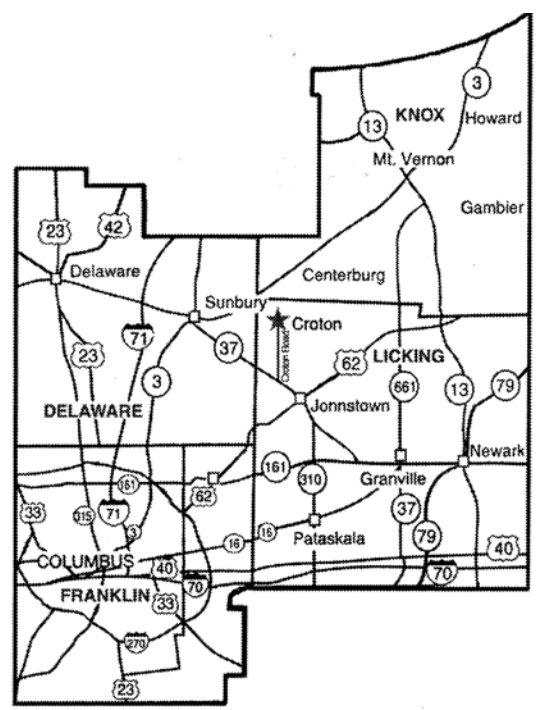 3
KNOX
Howard
13
Mt. Vernon
Gambier
42
23
Delaware
Centerburg
Sunbury
Croton
71
37
Croton Road
62
LICKING
23
3
661
13
79
DELAWARE
Jonnstown
Newark
161
161
310
Granville
62
33
315
71
37
3
16
16
Pataskala
79
40
COLUMBUS
40
70
FRANKLIN
33
70
270
23